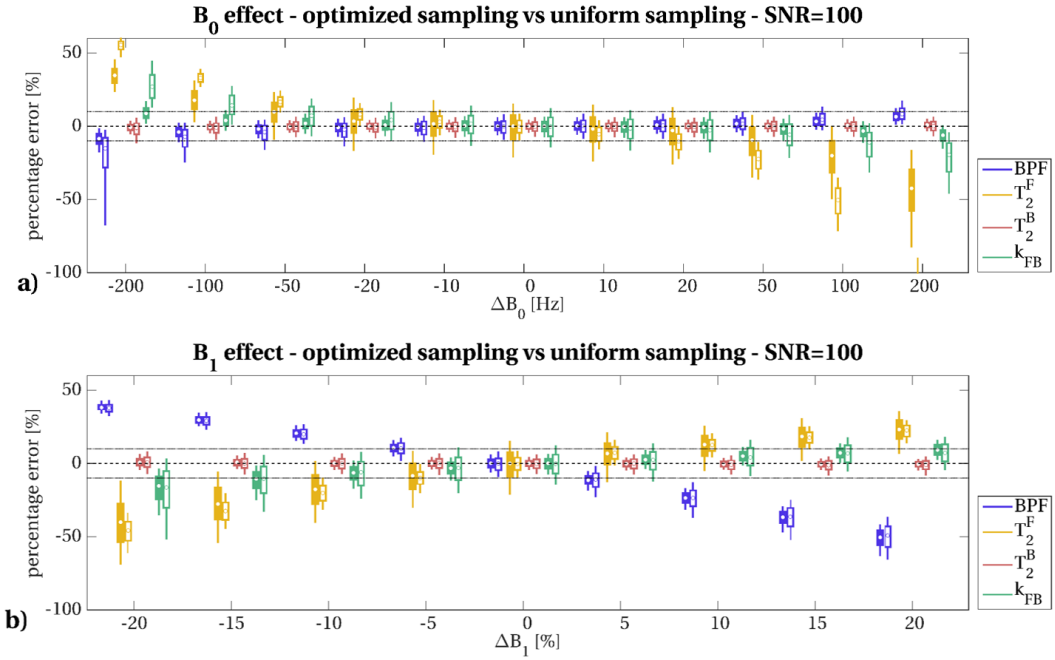 B0 effect - optimized sampling vs uniform sampling - SNR=100
50
0
-50
-100
percentage error [%]
-200 -100 -50 -20 -10 0 10 20 50 100 200
ΔB0 [Hz]
BPF
T2F
T2B
kFB
a)
B1 effect - optimized sampling vs uniform sampling - SNR=100
50
0
-50
-100
percentage error [%]
-20 -15 -10 -5 0 5 10 15 20
ΔB1 [%]
BPF
T2F
T2B
kFB
b)